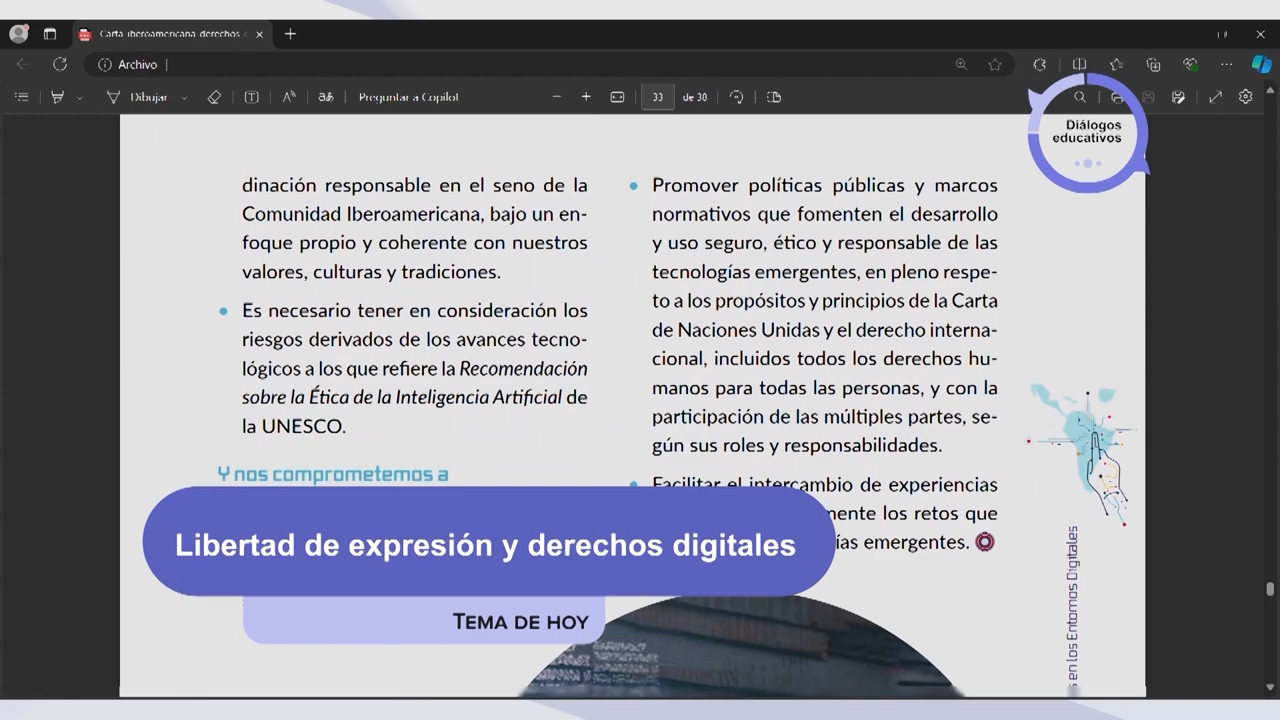 Carta iberoamericana derechos
Archivo
Dibujar
Preguntar a Copilot
33 de 38
Diálogos
educativos
dinación responsable en el seno de la
Comunidad Iberoamericana, bajo un en-
foque propio y coherente con nuestros
valores, culturas y tradiciones.
• Es necesario tener en consideración los
riesgos derivados de los avances tecno-
lógicos a los que refiere la Recomendación
sobre la Ética de la Inteligencia Artificial de
la UNESCO.
Y nos comprometemos a
• Promover políticas públicas y marcos
normativos que fomenten el desarrollo
y uso seguro, ético y responsable de las
tecnologías emergentes, en pleno respe-
to a los propósitos y principios de la Carta
de Naciones Unidas y el derecho interna-
cional, incluidos todos los derechos hu-
manos para todas las personas, y con la
participación de las múltiples partes, se-
gún sus roles y responsabilidades.
• Facilitar el intercambio de experiencias
mente los retos que
ías emergentes.
en los Entornos Digitales
Libertad de expresión y derechos digitales
TEMA DE HOY